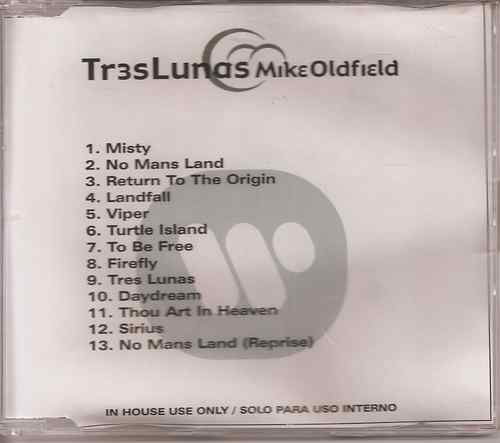 Tr3sLunas MikeOldfield
1. Misty
2. No Mans Land
3. Return To The Origin
4. Landfall
5. Viper
6. Turtle Island
7. To Be Free
8. Firefly
9. Tres Lunas
10. Daydream
11. Thou Art In Heaven
12. Sirius
13. No Mans Land (Reprise)
IN HOUSE USE ONLY / SOLO PARA USO INTERNO